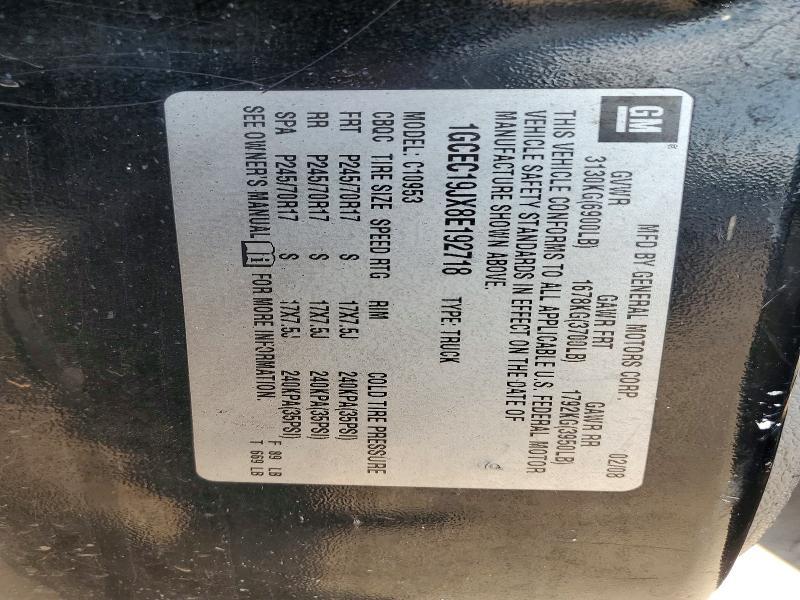 GM
MFD BY GENERAL MOTORS CORP. 02/08
GVWR GAWR FRT GAWR RR
3130KG(6900LB) 1678KG(3700LB) 1792KG(3950LB)
THIS VEHICLE CONFORMS TO ALL APPLICABLE U.S. FEDERAL MOTOR
VEHICLE SAFETY STANDARDS IN EFFECT ON THE DATE OF
MANUFACTURE SHOWN ABOVE.
1GCEC19JX8E192718 TYPE: TRUCK
MODEL: C10953
CBQC TIRE SIZE SPEED RTG RIM COLD TIRE PRESSURE
FRT P245/70R17 S 17X7.5J 240KPA(35PSI)
RR P245/70R17 S 17X7.5J 240KPA(35PSI)
SPA P245/70R17 S 17X7.5J 240KPA(35PSI)
SEE OWNER'S MANUAL FOR MORE INFORMATION.
F 89 LB
T 669 LB